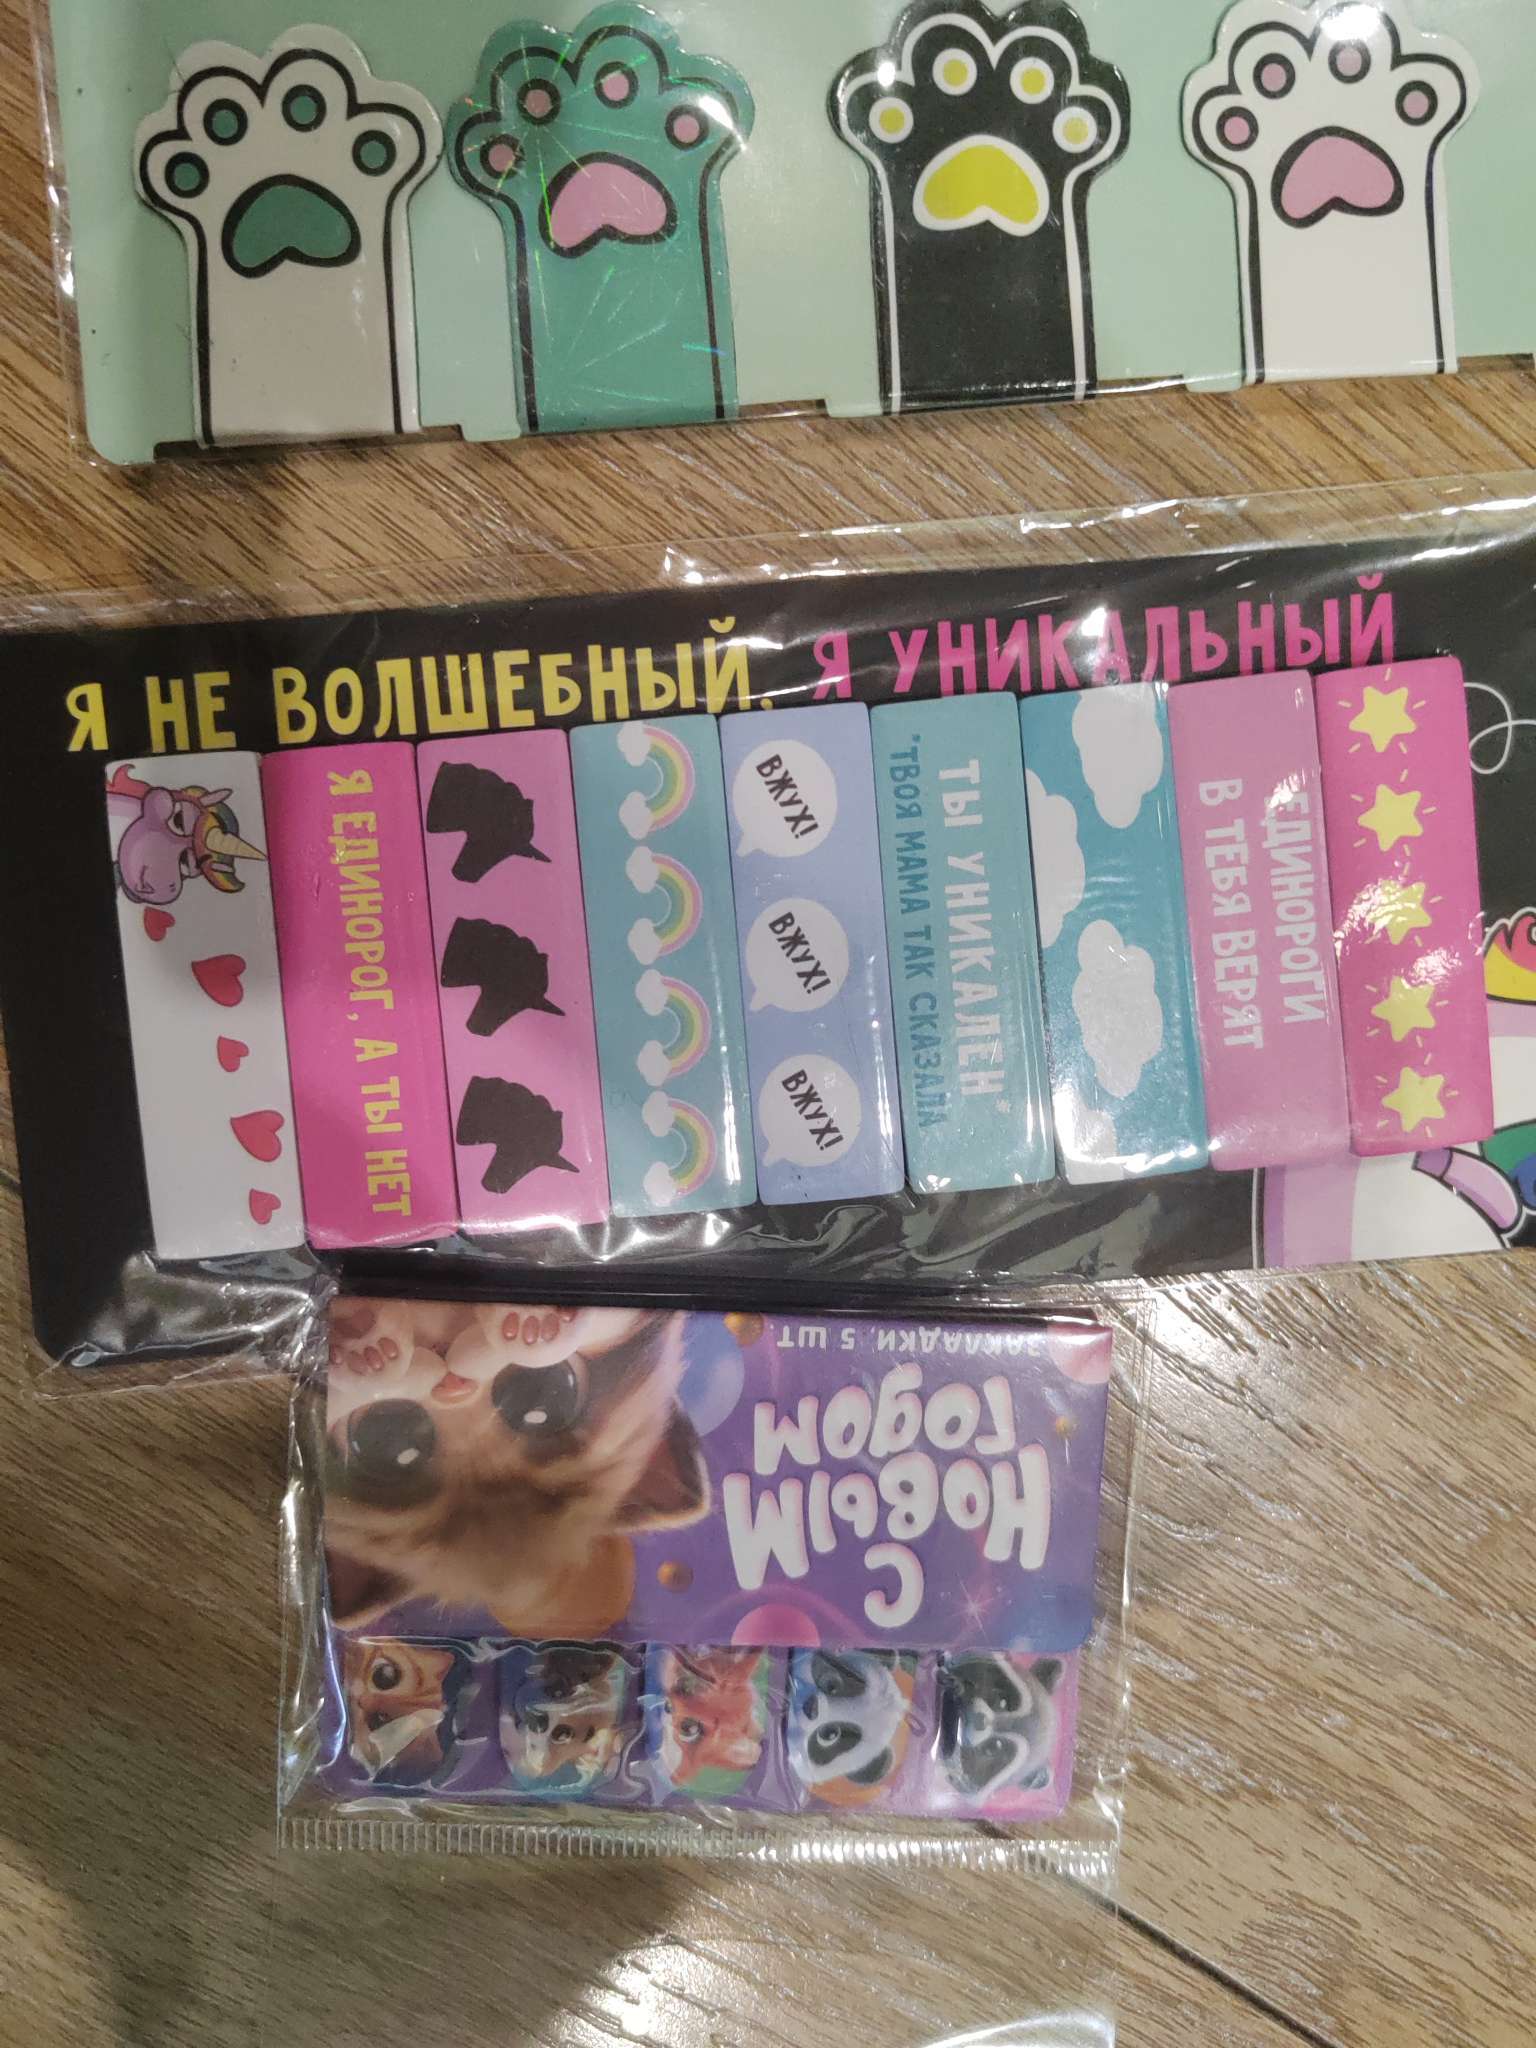 Я НЕ ВОЛШЕБНЫЙ, Я УНИКАЛЬНЫЙ
Я ЕДИНОРОГ, А ТЫ НЕТ
ВЖУХ!
ВЖУХ!
ВЖУХ!
ТЫ УНИКАЛЕН*
*ТВОЯ МАМА ТАК СКАЗАЛА
ЕДИНОРОГИ
В ТЕБЯ ВЕРЯТ
С
НОВЫМ
ГОДОМ
ЗАКЛАДКИ, 5 ШТ.